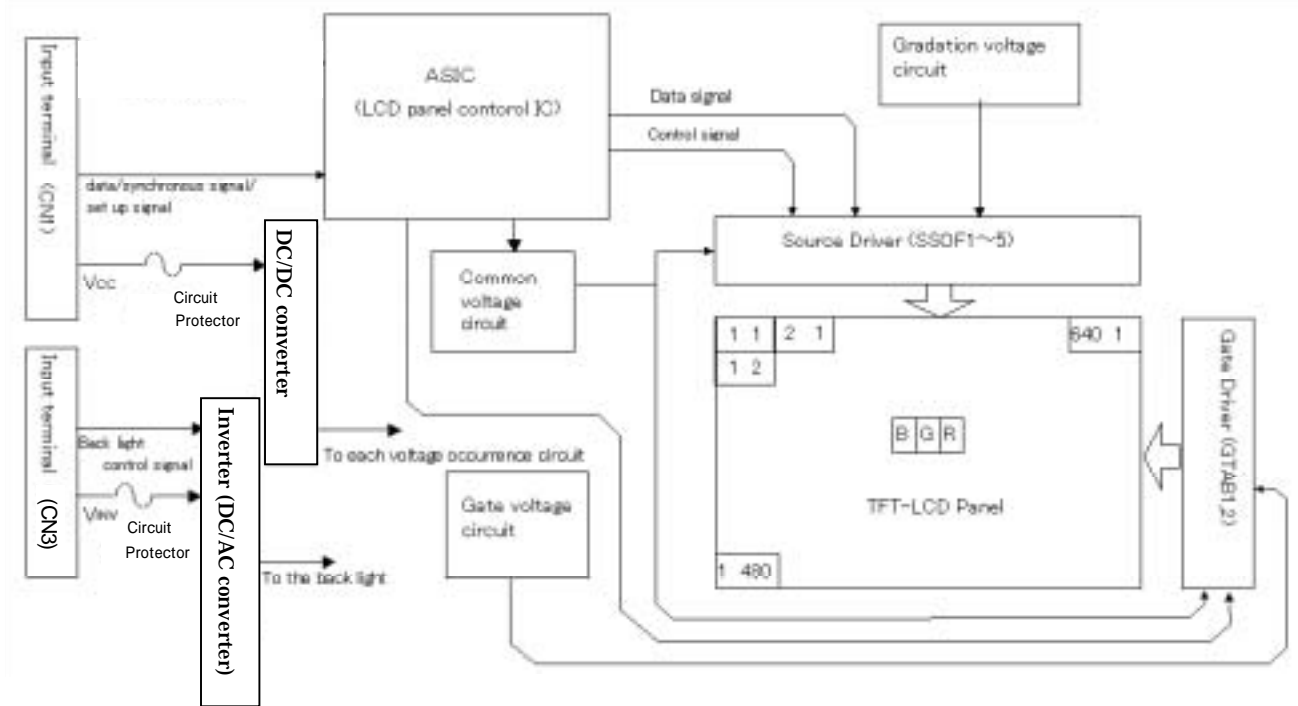 Input terminal (CN1)
data/synchronous signal/
set up signal
Vcc
Circuit
Protector
DC/DC converter
To each voltage occurrence circuit
Input terminal (CN3)
Back light
control signal
VINV
Circuit
Protector
Inverter (DC/AC converter)
To the back light
ASIC
(LCD panel contorol IC)
Data signal
Control signal
Gradation voltage
circuit
Common
voltage
circuit
Source Driver (SSOF1～5)
1 1
2 1
640 1
1 2
B G R
TFT-LCD Panel
1 480
Gate Driver (GTAB1,2)
Gate voltage
circuit